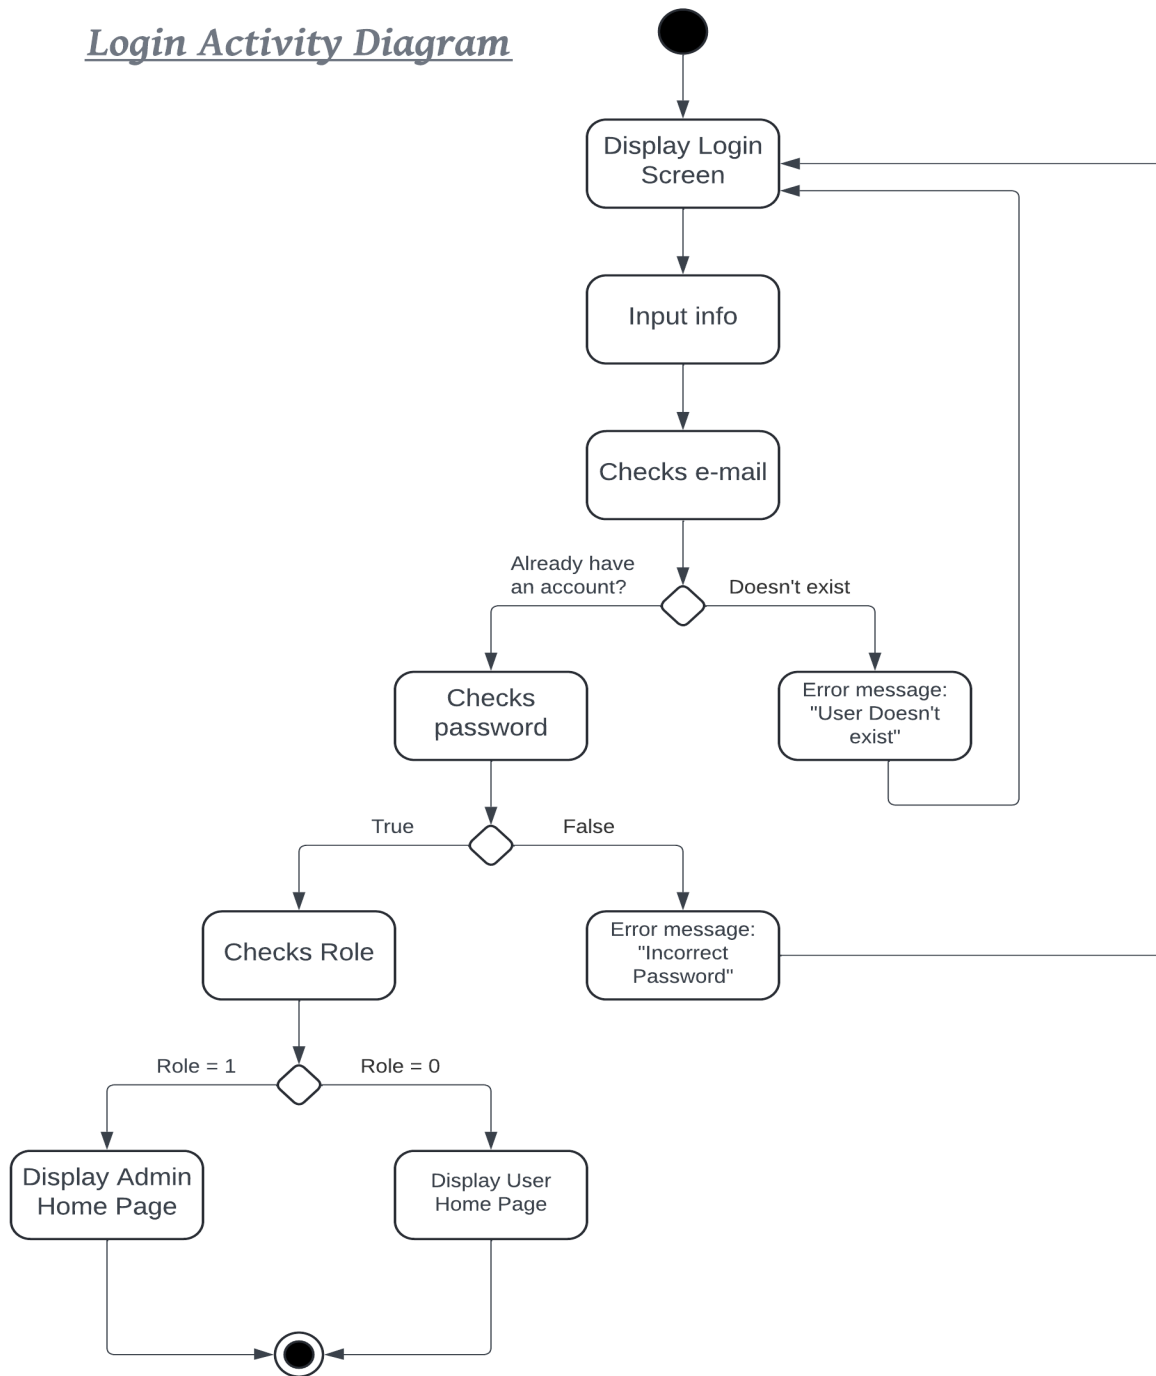 Login Activity Diagram
Display Login
Screen
Input info
Checks e-mail
Already have
an account?
Doesn't exist
Checks
password
Error message:
"User Doesn't
exist"
True
False
Checks Role
Error message:
"Incorrect
Password"
Role = 1
Role = 0
Display Admin
Home Page
Display User
Home Page